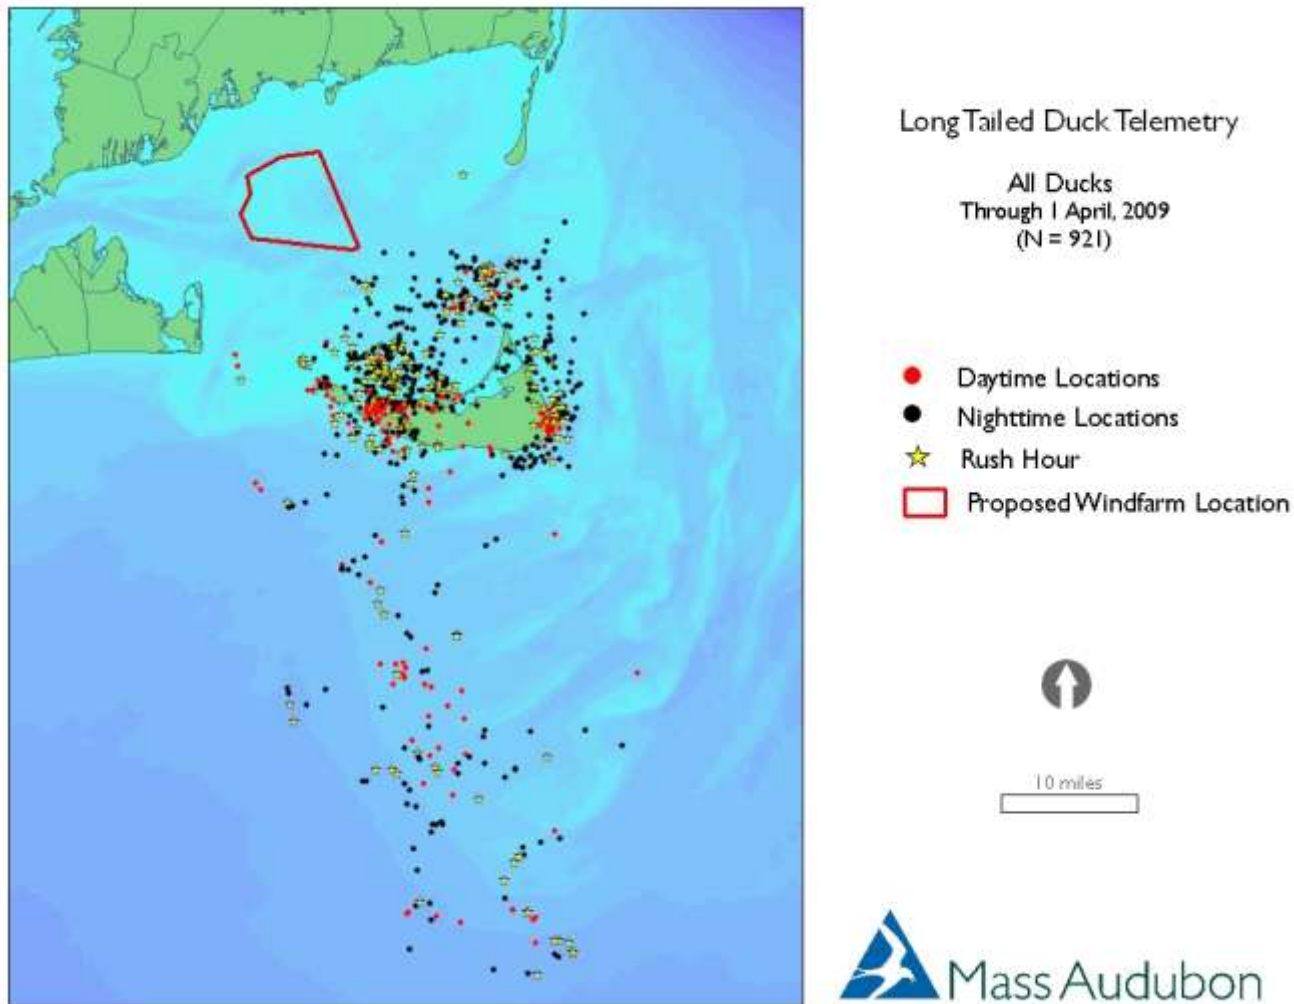 Long Tailed Duck Telemetry
All Ducks
Through 1 April, 2009
(N = 921)
Daytime Locations
Nighttime Locations
Rush Hour
Proposed Windfarm Location
10 miles
Mass Audubon